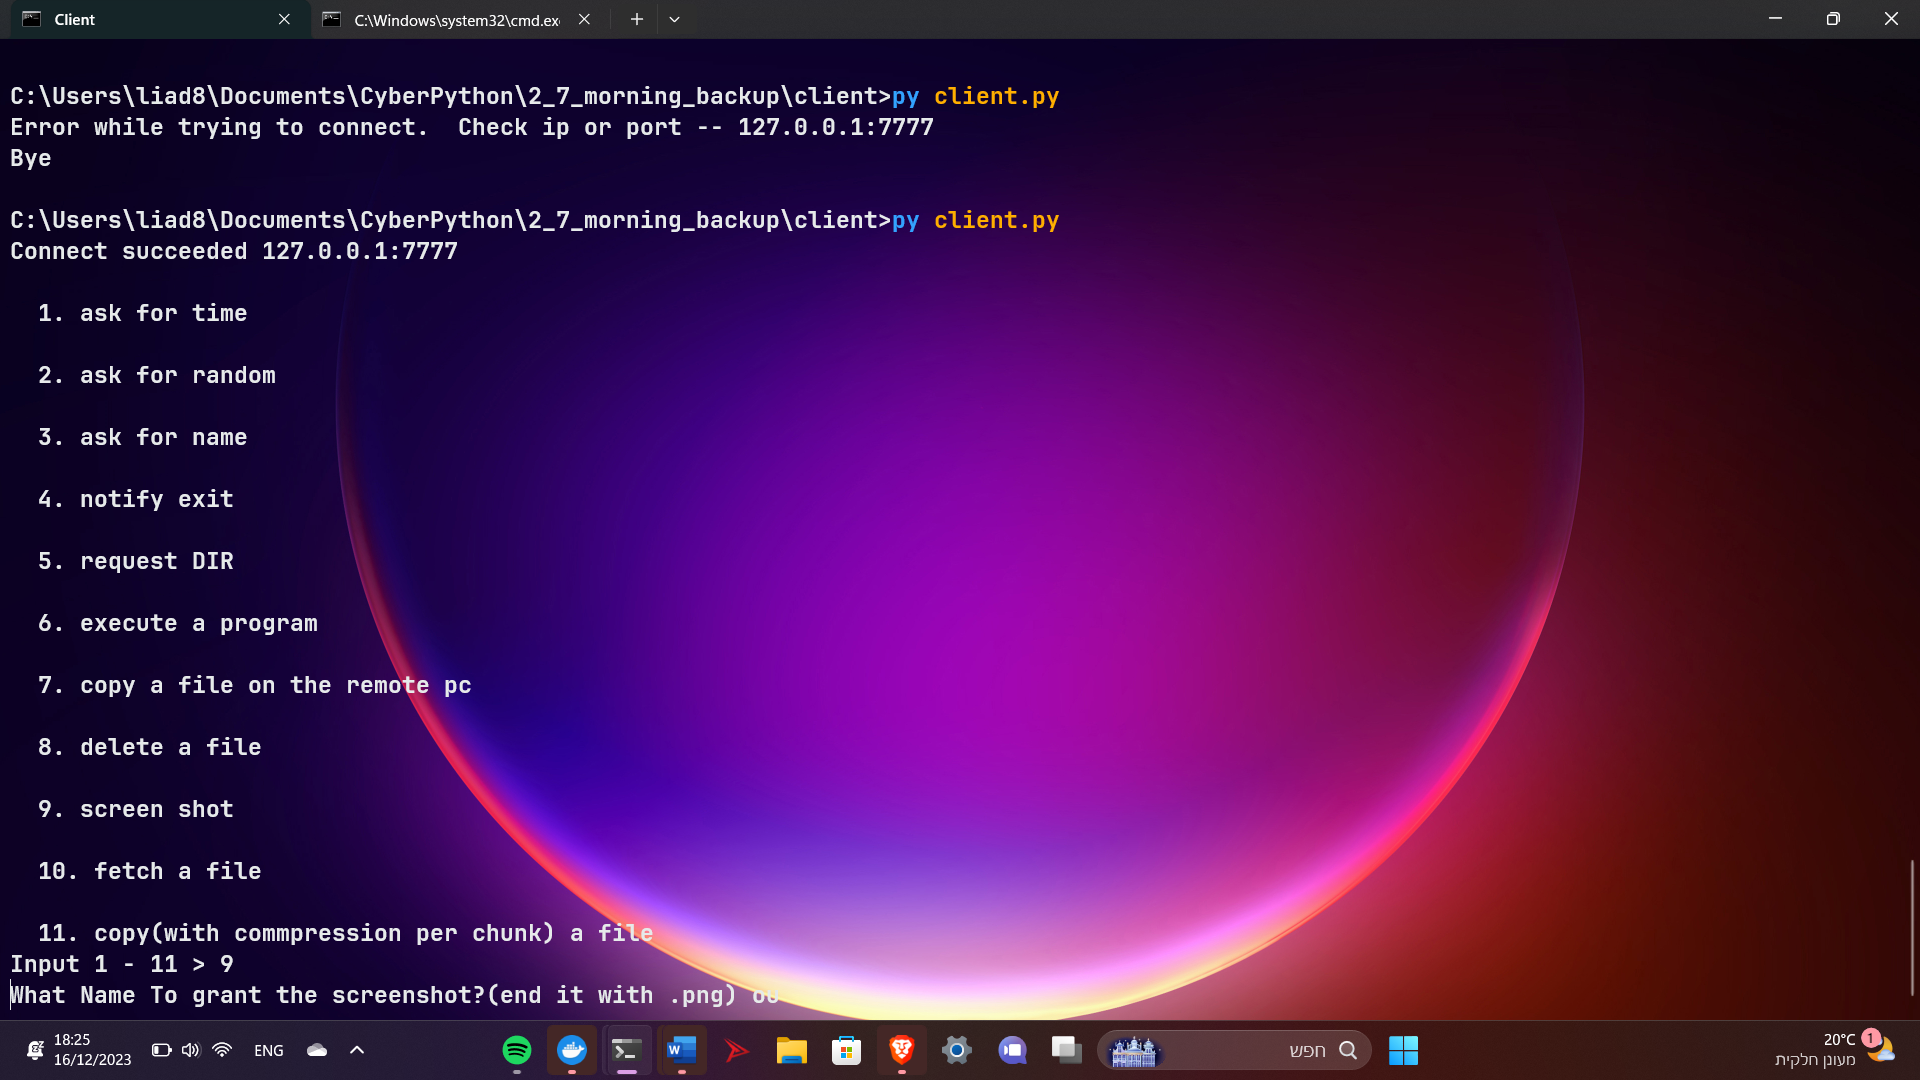 Client
C:\Windows\system32\cmd.ex
C:\Users\liad8\Documents\CyberPython\2_7_morning_backup\client>py client.py
Error while trying to connect.  Check ip or port -- 127.0.0.1:7777
Bye
C:\Users\liad8\Documents\CyberPython\2_7_morning_backup\client>py client.py
Connect succeeded 127.0.0.1:7777
1. ask for time
2. ask for random
3. ask for name
4. notify exit
5. request DIR
6. execute a program
7. copy a file on the remote pc
8. delete a file
9. screen shot
10. fetch a file
11. copy(with commpression per chunk) a file
Input 1 - 11 > 9
What Name To grant the screenshot?(end it with .png)
18:25
16/12/2023
ENG
חפש
20°C
מעונן חלקית
1